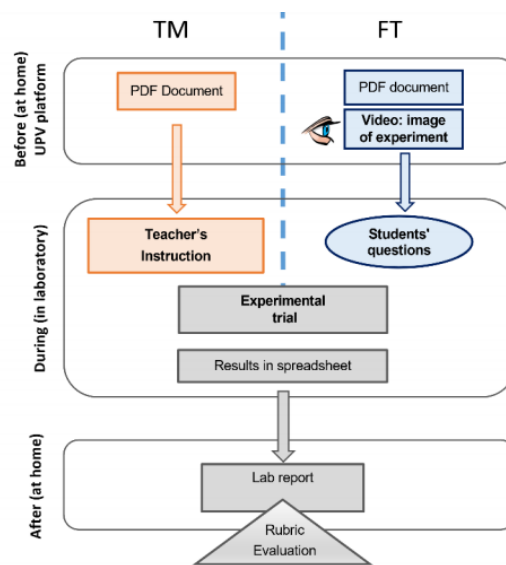 TM
FT
Before (at home)
UPV platform
PDF Document
PDF document
Video: image
of experiment
During (in laboratory)
Teacher's
Instruction
Students'
questions
Experimental
trial
Results in spreadsheet
After (at home)
Lab report
Rubric
Evaluation